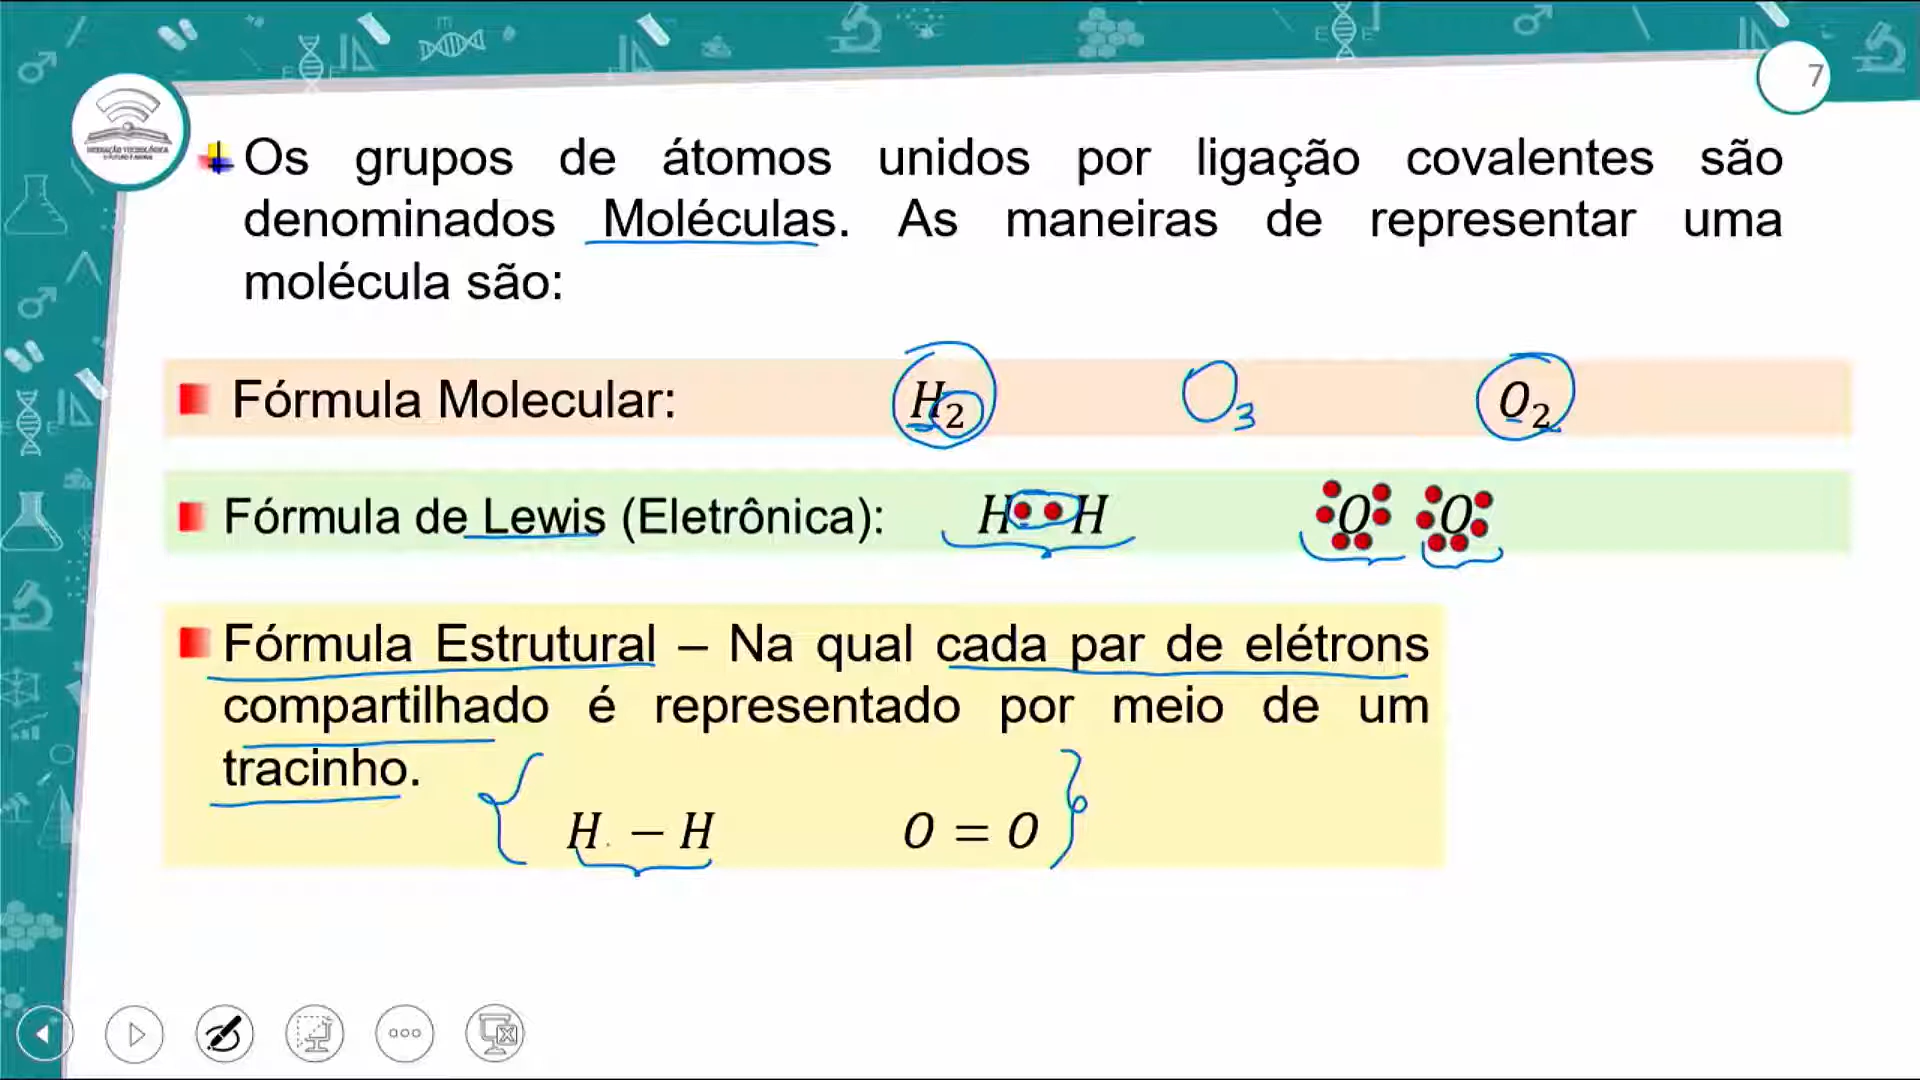 7
Os grupos de átomos unidos por ligação covalentes são
denominados Moléculas. As maneiras de representar uma
molécula são:
Fórmula Molecular: H₂ O₃ O₂
Fórmula de Lewis (Eletrônica): H •• H O O
Fórmula Estrutural – Na qual cada par de elétrons
compartilhado é representado por meio de um
tracinho.
H – H O = O